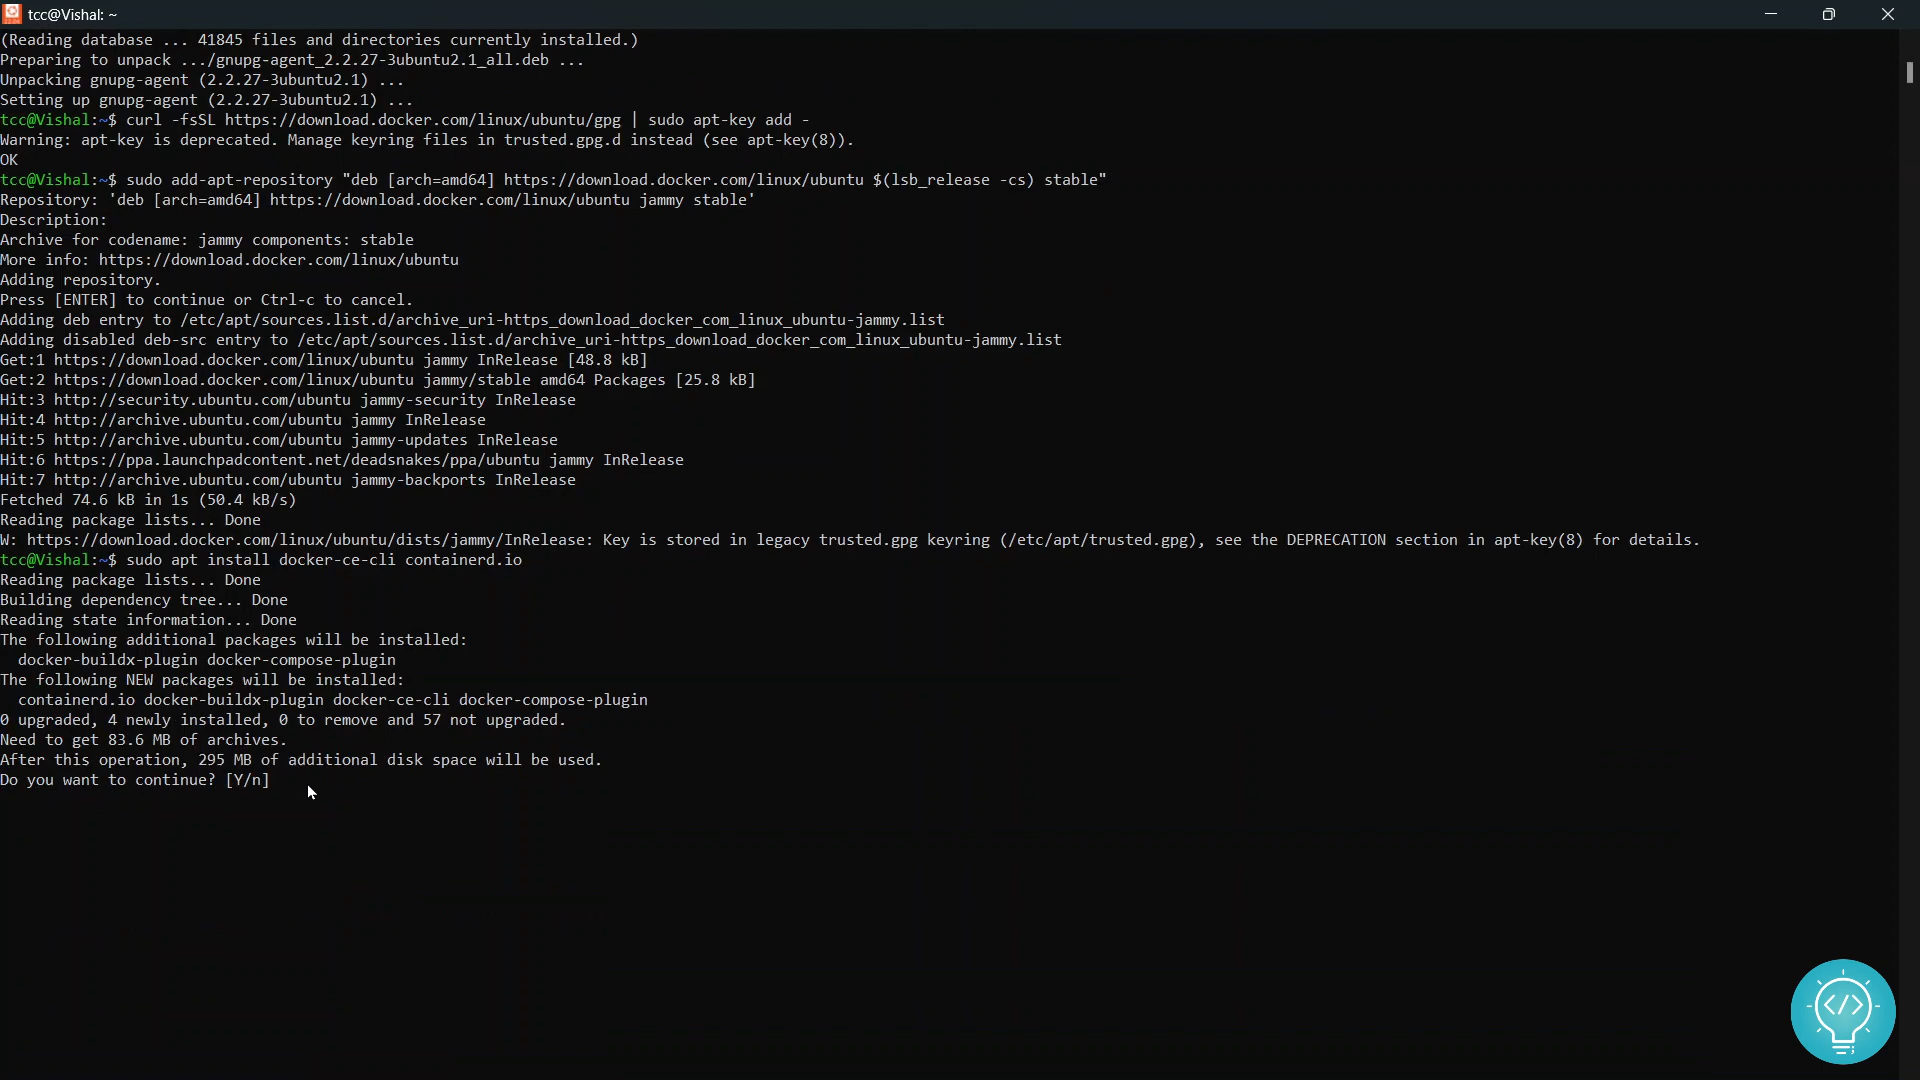 tcc@Vishal: ~
(Reading database ... 41845 files and directories currently installed.)
Preparing to unpack .../gnupg-agent_2.2.27-3ubuntu2.1_all.deb ...
Unpacking gnupg-agent (2.2.27-3ubuntu2.1) ...
Setting up gnupg-agent (2.2.27-3ubuntu2.1) ...
tcc@Vishal:~$ curl -fsSL https://download.docker.com/linux/ubuntu/gpg | sudo apt-key add -
Warning: apt-key is deprecated. Manage keyring files in trusted.gpg.d instead (see apt-key(8)).
OK
tcc@Vishal:~$ sudo add-apt-repository "deb [arch=amd64] https://download.docker.com/linux/ubuntu $(lsb_release -cs) stable"
Repository: 'deb [arch=amd64] https://download.docker.com/linux/ubuntu jammy stable'
Description:
Archive for codename: jammy components: stable
More info: https://download.docker.com/linux/ubuntu
Adding repository.
Press [ENTER] to continue or Ctrl-c to cancel.
Adding deb entry to /etc/apt/sources.list.d/archive_uri-https_download_docker_com_linux_ubuntu-jammy.list
Adding disabled deb-src entry to /etc/apt/sources.list.d/archive_uri-https_download_docker_com_linux_ubuntu-jammy.list
Get:1 https://download.docker.com/linux/ubuntu jammy InRelease [48.8 kB]
Get:2 https://download.docker.com/linux/ubuntu jammy/stable amd64 Packages [25.8 kB]
Hit:3 http://security.ubuntu.com/ubuntu jammy-security InRelease
Hit:4 http://archive.ubuntu.com/ubuntu jammy InRelease
Hit:5 http://archive.ubuntu.com/ubuntu jammy-updates InRelease
Hit:6 https://ppa.launchpadcontent.net/deadsnakes/ppa/ubuntu jammy InRelease
Hit:7 http://archive.ubuntu.com/ubuntu jammy-backports InRelease
Fetched 74.6 kB in 1s (50.4 kB/s)
Reading package lists... Done
W: https://download.docker.com/linux/ubuntu/dists/jammy/InRelease: Key is stored in legacy trusted.gpg keyring (/etc/apt/trusted.gpg), see the DEPRECATION section in apt-key(8) for details.
tcc@Vishal:~$ sudo apt install docker-ce-cli containerd.io
Reading package lists... Done
Building dependency tree... Done
Reading state information... Done
The following additional packages will be installed:
  docker-buildx-plugin docker-compose-plugin
The following NEW packages will be installed:
  containerd.io docker-buildx-plugin docker-ce-cli docker-compose-plugin
0 upgraded, 4 newly installed, 0 to remove and 57 not upgraded.
Need to get 83.6 MB of archives.
After this operation, 295 MB of additional disk space will be used.
Do you want to continue? [Y/n]